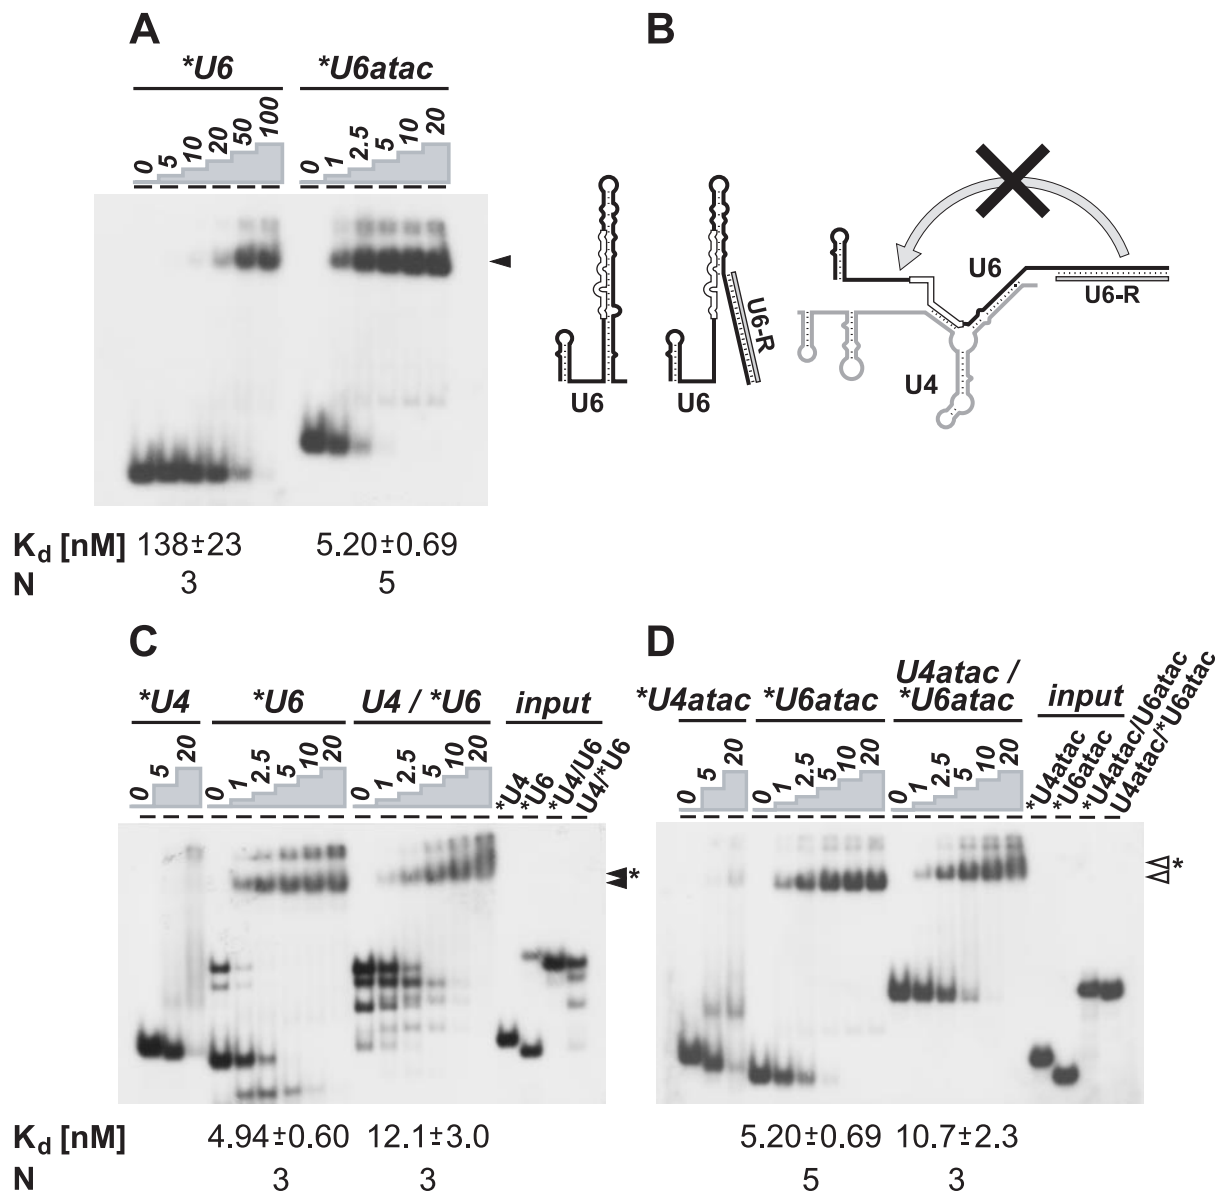 A
*U6
*U6atac
0 5 10 20 50 100
0 1 2.5 5 10 20
Kd [nM] 138±23 5.20±0.69
N 3 5
B
U6
U6-R
U6
U6
U6-R
U4
C
*U4
*U6
U4 / *U6
input
0 5 20
0 1 2.5 5 10 20
0 1 2.5 5 10 20
*U4
*U6
*U4/U6
U4/*U6
*
Kd [nM] 4.94±0.60 12.1±3.0
N 3 3
D
*U4atac
*U6atac
U4atac /
*U6atac
input
0 5 20
0 1 2.5 5 10 20
0 1 2.5 5 10 20
*U4atac
*U6atac
*U4atac/U6atac
U4atac/*U6atac
*
5.20±0.69 10.7±2.3
5 3